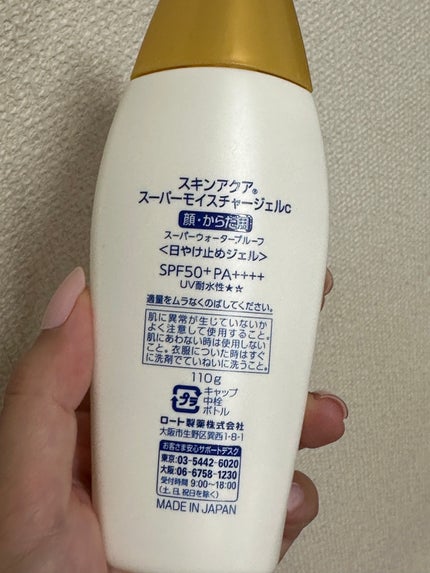 スキンアクア®
スーパーモイスチャージェルc
顔・からだ用
スーパーウォータープルーフ
<日やけ止めジェル>
SPF50+ PA++++
UV耐水性★★
適量をムラなくのばしてください。
肌に異常が生じていないか
よく注意して使用すること。
肌にあわない時は使用しない
こと。衣服についた時はすぐ
に洗剤でていねいに洗うこと。
110g
プラ
キャップ
中栓
ボトル
ロート製薬株式会社
大阪市生野区巽西1-8-1
お客さま安心サポートデスク
東京:03-5442-6020
大阪:06-6758-1230
受付時間 9:00~18:00
(土、日、祝日を除く)
MADE IN JAPAN